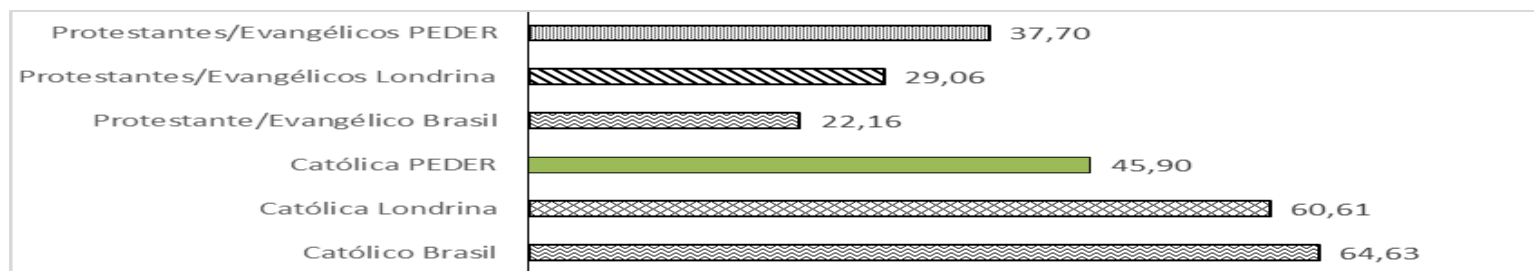 Protestantes/Evangélicos PEDER 37,70
Protestantes/Evangélicos Londrina 29,06
Protestante/Evangélico Brasil 22,16
Católica PEDER 45,90
Católica Londrina 60,61
Católico Brasil 64,63